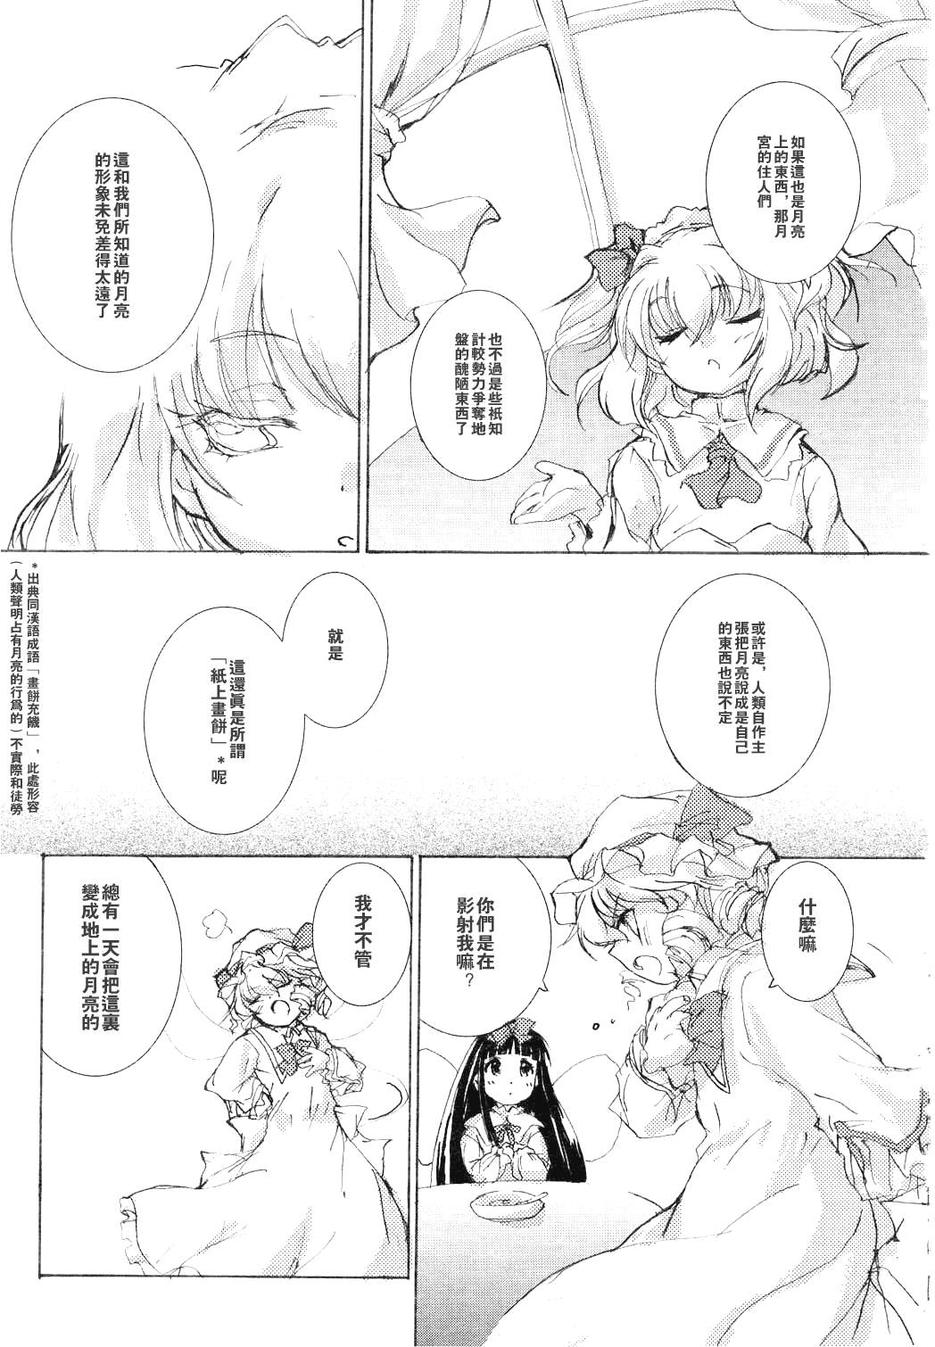 如果這也是月亮
上的東西，那月
宮的住人們
也不過是些衹知
計較勢力爭奪地
盤的醜陋東西了
這和我們所知道的月亮
的形象未免差得太遠了
或許是，人類自作主
張把月亮說成是自己
的東西也說不定
就是
這還眞是所謂
「紙上畫餅」*呢
*出典同漢語成語「畫餅充饑」，此處形容
（人類聲明占有月亮的行爲的）不實際和徒勞
什麼嘛
你們是在
影射我嘛？
我才不管
總有一天會把這裏
變成地上的月亮的